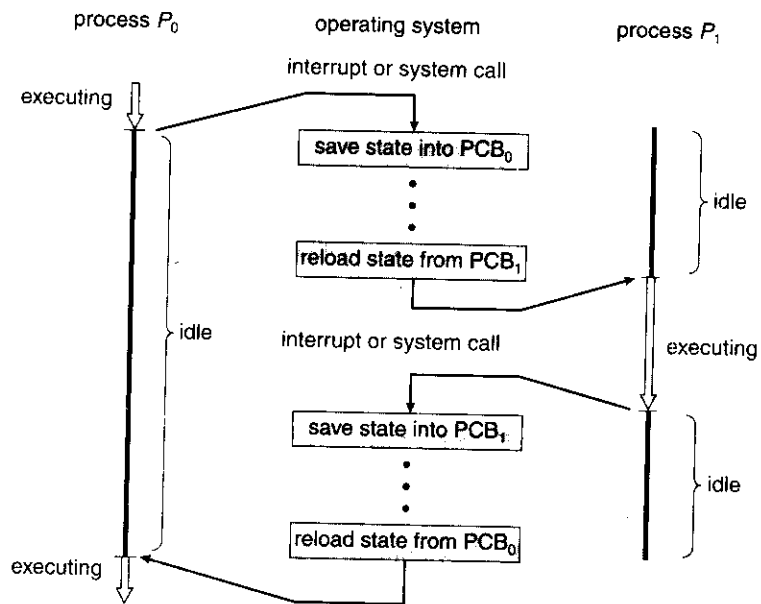 process P₀
operating system
process P₁
interrupt or system call
executing
save state into PCB₀
idle
reload state from PCB₁
idle
interrupt or system call
executing
save state into PCB₁
idle
reload state from PCB₀
executing